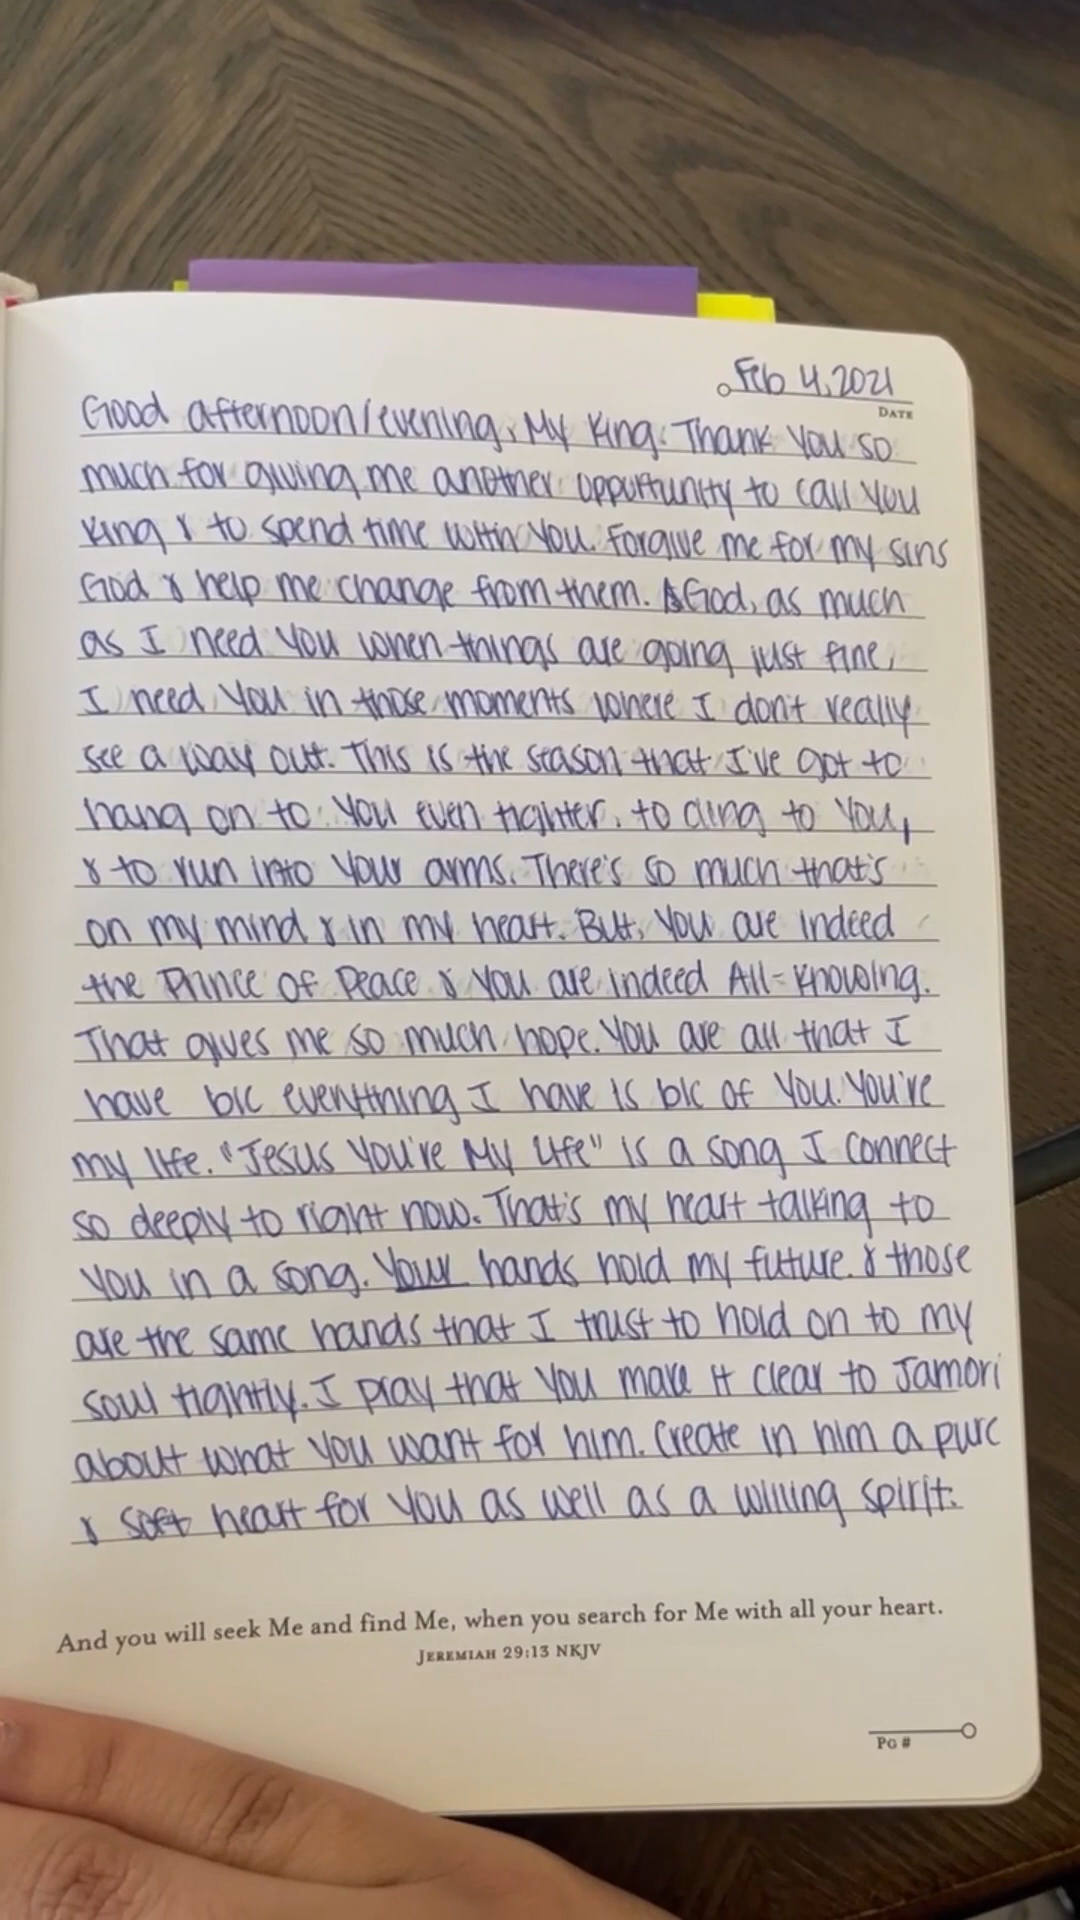 Feb 4, 2021
DATE
Good afternoon/evening, My King. Thank You so
much for giving me another oppurtunity to call You
King & to spend time with You. Forgive me for my sins
God & help me change from them. God, as much
as I need You when things are going just fine,
I need You in those moments where I don't really
see a way out. This is the season that I've got to
hang on to You even tighter, to cling to You,
& to run into Your arms. There's so much that's
on my mind & in my heart. But, You are indeed
the Prince of Peace & You are indeed All-Knowing.
That gives me so much hope. You are all that I
have b/c everything I have is b/c of You. You're
my life. "Jesus You're My Life" is a song I connect
so deeply to right now. That's my heart talking to
You in a song. Your hands hold my future. & those
are the same hands that I trust to hold on to my
soul tightly. I pray that You make it clear to Jamori
about what You want for him. Create in him a pure
& soft heart for You as well as a willing spirit.
And you will seek Me and find Me, when you search for Me with all your heart.
JEREMIAH 29:13 NKJV
PG #